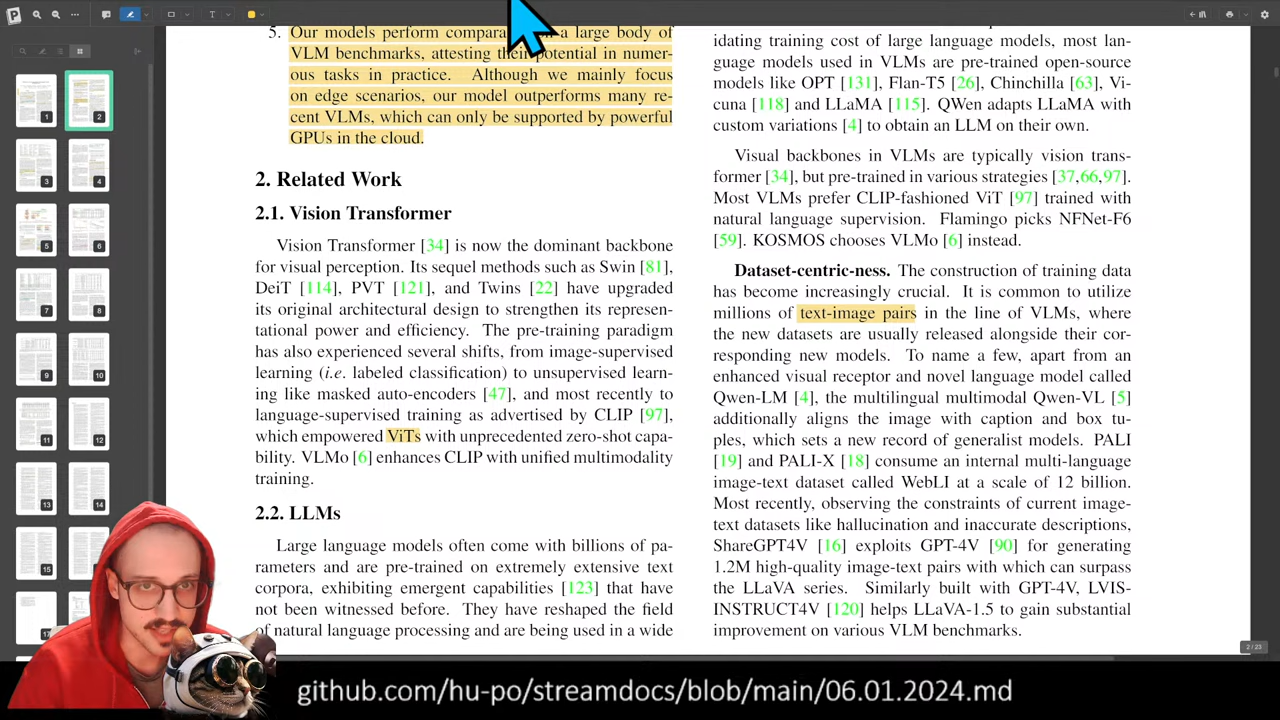 5. Our models perform compara a large body of
VLM benchmarks, attesting their potential in numer-
ous tasks in practice. Although we mainly focus
on edge scenarios, our model performs many re-
cent VLMs, which can only be supported by powerful
GPUs in the cloud.
2. Related Work
2.1. Vision Transformer
Vision Transformer [34] is now the dominant backbone
for visual perception. Its sequel methods such as Swin [81],
DeiT [114], PVT [121], and Twins [22] have upgraded
its original architectural design to strengthen its represen-
tational power and efficiency. The pre-training paradigm
has also experienced several shifts, from image-supervised
learning (i.e. labeled classification) to unsupervised learn-
ing like masked auto-encoders [47], and most recently to
language-supervised training as advertised by CLIP [97],
which empowered ViTs with unprecedented zero-shot capa-
bility. VLMo [6] enhances CLIP with unified multimodality
training.
2.2. LLMs
Large language models often come with billions of pa-
rameters and are pre-trained on extremely extensive text
corpora, exhibiting emergent capabilities [123] that have
not been witnessed before. They have reshaped the field
of natural language processing and are being used in a wide
idating training cost of large language models, most lan-
guage models used in VLMs are pre-trained open-source
models. OPT [131], Flan-T5 [26], Chinchilla [63], Vi-
cuna [118] and LLaMA [115]. QWen adapts LLaMA with
custom variations [4] to obtain an LLM on their own.
Visual backbones in VLMs are typically vision trans-
former [34], but pre-trained in various strategies [37,66,97].
Most VLMs prefer CLIP-fashioned ViT [97] trained with
natural language supervision. Flamingo picks NFNet-F6
[59]. KOSMOS chooses VLMo [6] instead.
Dataset-centric-ness. The construction of training data
has become increasingly crucial. It is common to utilize
millions of text-image pairs in the line of VLMs, where
the new datasets are usually released alongside their cor-
responding new models. To name a few, apart from an
enhanced visual receptor and novel language model called
Qwen-LM [4], the multilingual multimodal Qwen-VL [5]
additionally aligns the image with caption and box tu-
ples, which sets a new record of generalist models. PALI
[19] and PALI-X [18] consume an internal multi-language
image-text dataset called WebLI at a scale of 12 billion.
Most recently, observing the constraints of current image-
text datasets like hallucination and inaccurate descriptions,
ShareGPT4V [16] exploits GPT-4V [90] for generating
1.2M high-quality image-text pairs with which can surpass
the LLaVA series. Similarly built with GPT-4V, LVIS-
INSTRUCT4V [120] helps LLaVA-1.5 to gain substantial
improvement on various VLM benchmarks.
1
2
3
4
5
6
7
8
9
10
11
12
13
14
15
17
2 / 23
github.com/hu-po/streamdocs/blob/main/06.01.2024.md